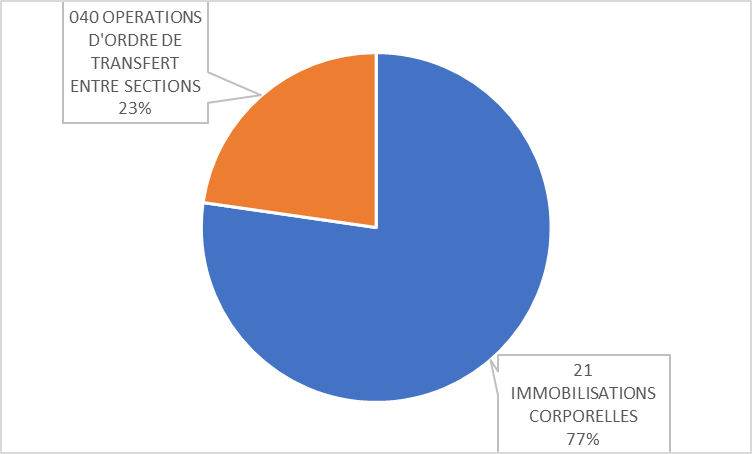 040 OPERATIONS
D'ORDRE DE
TRANSFERT
ENTRE SECTIONS
23%
21
IMMOBILISATIONS
CORPORELLES
77%